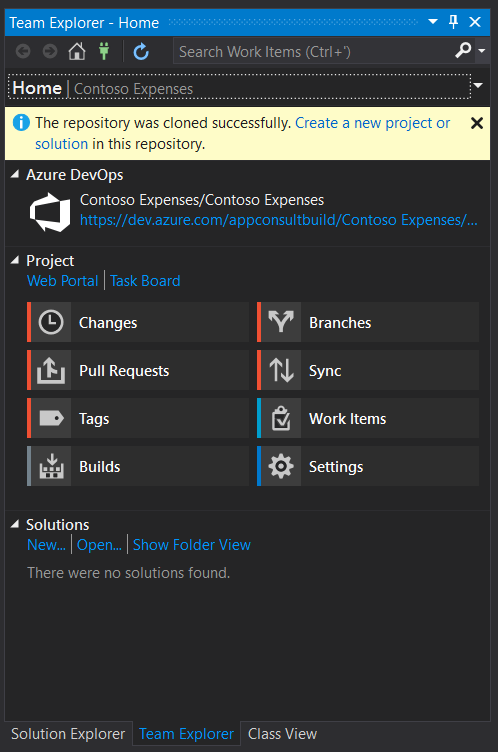 Team Explorer - Home
Search Work Items (Ctrl+')
Home | Contoso Expenses
The repository was cloned successfully. Create a new project or
solution in this repository.
Azure DevOps
Contoso Expenses/Contoso Expenses
https://dev.azure.com/appconsultbuild/Contoso Expenses/...
Project
Web Portal | Task Board
Changes
Branches
Pull Requests
Sync
Tags
Work Items
Builds
Settings
Solutions
New... | Open... | Show Folder View
There were no solutions found.
Solution Explorer Team Explorer Class View